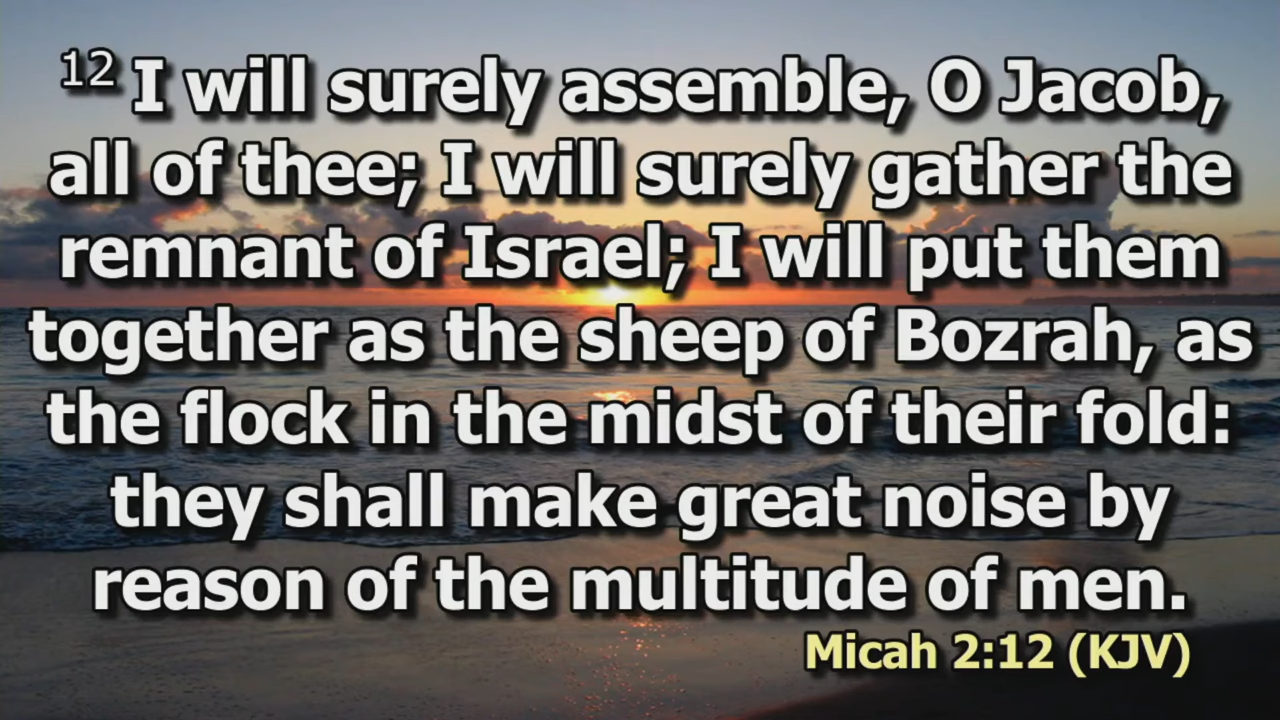 12 I will surely assemble, O Jacob,
all of thee; I will surely gather the
remnant of Israel; I will put them
together as the sheep of Bozrah, as
the flock in the midst of their fold:
they shall make great noise by
reason of the multitude of men.
Micah 2:12 (KJV)